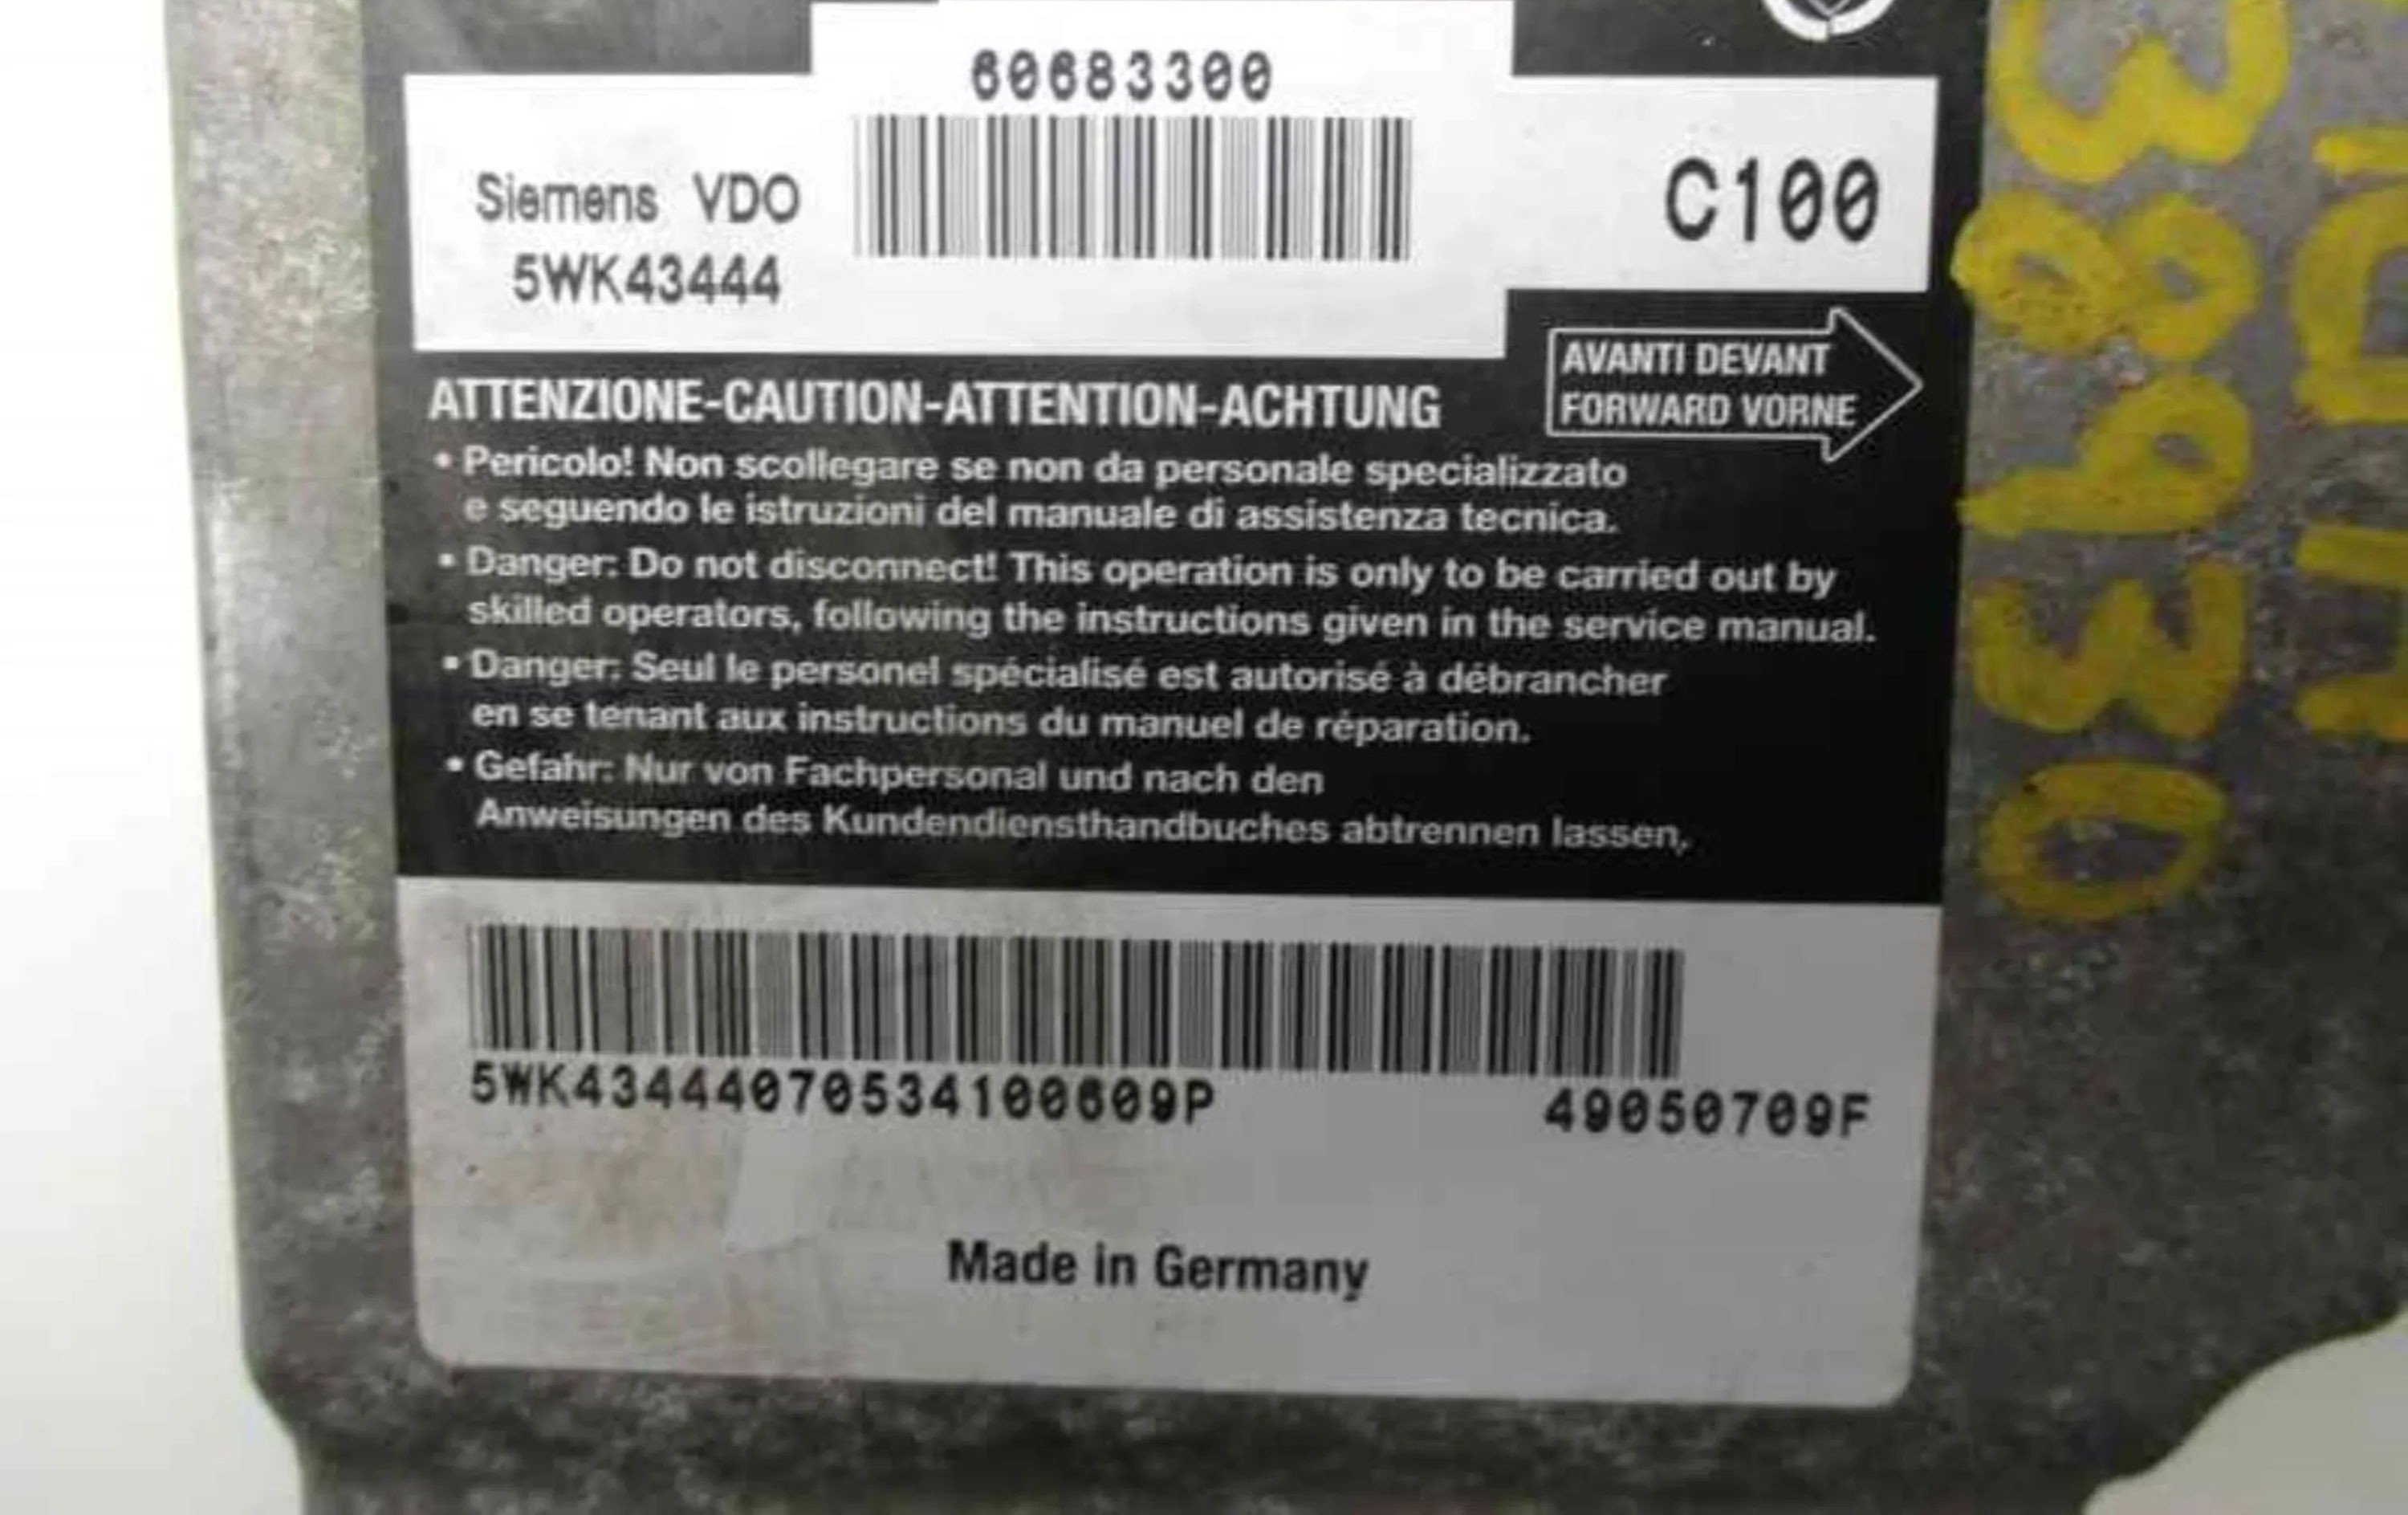 60683300
Siemens VDO
5WK43444
C100
AVANTI DEVANT
FORWARD VORNE
ATTENZIONE-CAUTION-ATTENTION-ACHTUNG
• Pericolo! Non scollegare se non da personale specializzato
e seguendo le istruzioni del manuale di assistenza tecnica.
• Danger: Do not disconnect! This operation is only to be carried out by
skilled operators, following the instructions given in the service manual.
• Danger: Seul le personel spécialisé est autorisé à débrancher
en se tenant aux instructions du manuel de réparation.
• Gefahr: Nur von Fachpersonal und nach den
Anweisungen des Kundendiensthandbuches abtrennen lassen,
5WK43444070534100609P
49050709F
Made in Germany
38930